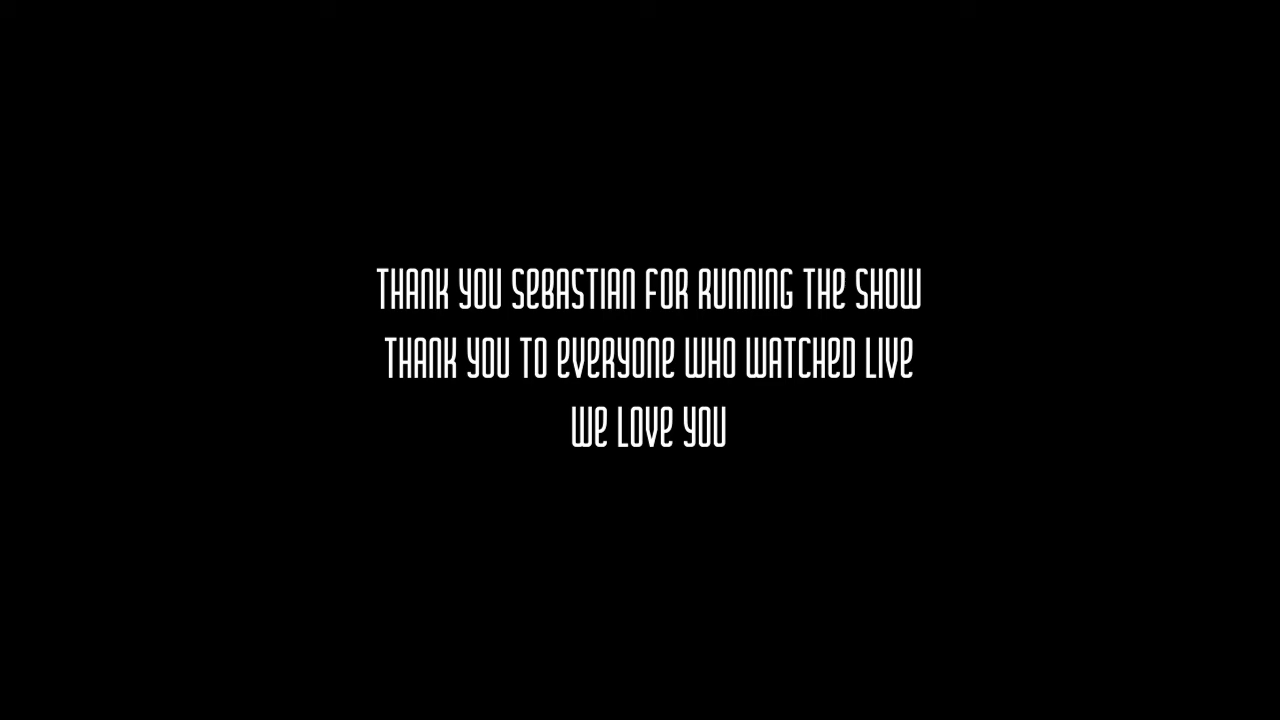 THANK YOU SEBASTIAN FOR RUNNING THE SHOW
THANK YOU TO EVERYONE WHO WATCHED LIVE
WE LOVE YOU